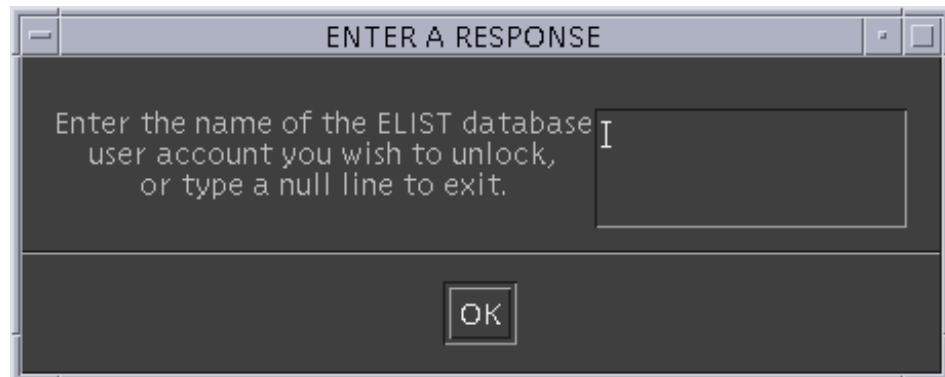 ENTER A RESPONSE
Enter the name of the ELIST database
user account you wish to unlock,
or type a null line to exit.
OK